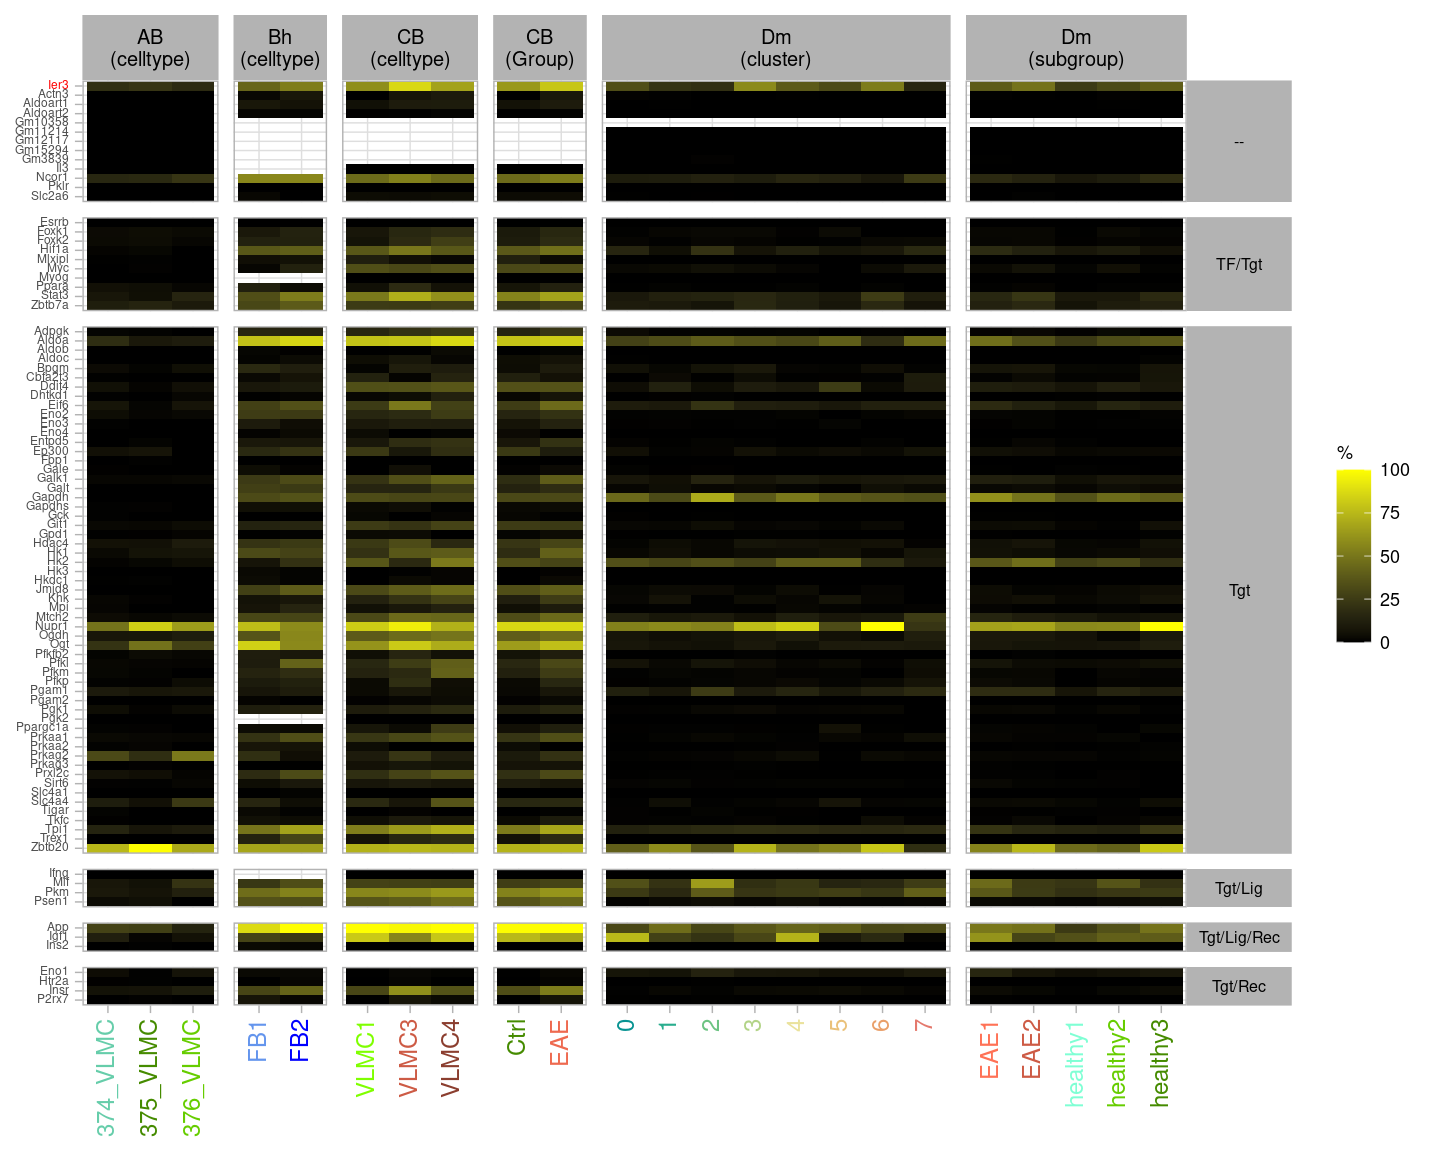 AB
(celltype)
Bh
(celltype)
CB
(celltype)
CB
(Group)
Dm
(cluster)
Dm
(subgroup)
Ier3
Actn3
Aldoart1
Aldoart2
Gm10358
Gm11214
Gm12117
Gm15294
Gm3839
Il3
Ncor1
Pklr
Slc2a6
--
Esrrb
Foxk1
Foxk2
Hif1a
Mlxipl
Myc
Myog
Ppara
Stat3
Zbtb7a
TF/Tgt
Adpgk
Aldoa
Aldob
Aldoc
Bpgm
Cbfa2t3
Ddit4
Dhtkd1
Eif6
Eno2
Eno3
Eno4
Entpd5
Ep300
Fbp1
Gale
Galk1
Galt
Gapdh
Gapdhs
Gck
Git1
Gpd1
Hdac4
Hk1
Hk2
Hk3
Hkdc1
Jmjd8
Khk
Mpi
Mtch2
Nupr1
Ogdh
Ogt
Pfkfb2
Pfkl
Pfkm
Pfkp
Pgam1
Pgam2
Pgk1
Pgk2
Ppargc1a
Prkaa1
Prkaa2
Prkag2
Prkag3
Prxl2c
Sirt6
Slc4a1
Slc4a4
Tigar
Tkfc
Tpi1
Trex1
Zbtb20
Tgt
Ifng
Mif
Pkm
Psen1
Tgt/Lig
App
Igf1
Ins2
Tgt/Lig/Rec
Eno1
Htr2a
Insr
P2rx7
Tgt/Rec
374_VLMC
375_VLMC
376_VLMC
FB1
FB2
VLMC1
VLMC3
VLMC4
Ctrl
EAE
0
1
2
3
4
5
6
7
EAE1
EAE2
healthy1
healthy2
healthy3
%
100
75
50
25
0